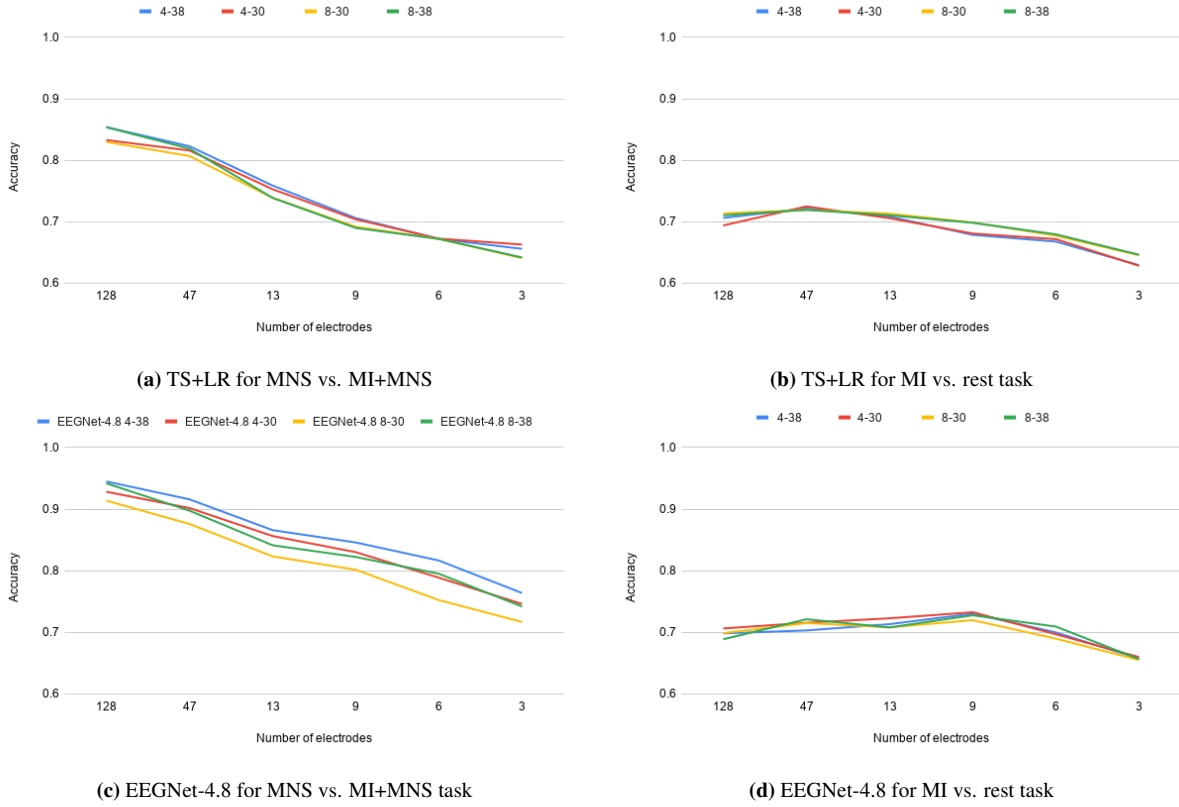 4-38 4-30 8-30 8-38
1.0
0.9
0.8
0.7
0.6
Accuracy
128 47 13 9 6 3
Number of electrodes
(a) TS+LR for MNS vs. MI+MNS
4-38 4-30 8-30 8-38
1.0
0.9
0.8
0.7
0.6
Accuracy
128 47 13 9 6 3
Number of electrodes
(b) TS+LR for MI vs. rest task
EEGNet-4.8 4-38 EEGNet-4.8 4-30 EEGNet-4.8 8-30 EEGNet-4.8 8-38
1.0
0.9
0.8
0.7
0.6
Accuracy
128 47 13 9 6 3
Number of electrodes
(c) EEGNet-4.8 for MNS vs. MI+MNS task
4-38 4-30 8-30 8-38
1.0
0.9
0.8
0.7
0.6
Accuracy
128 47 13 9 6 3
Number of electrodes
(d) EEGNet-4.8 for MI vs. rest task